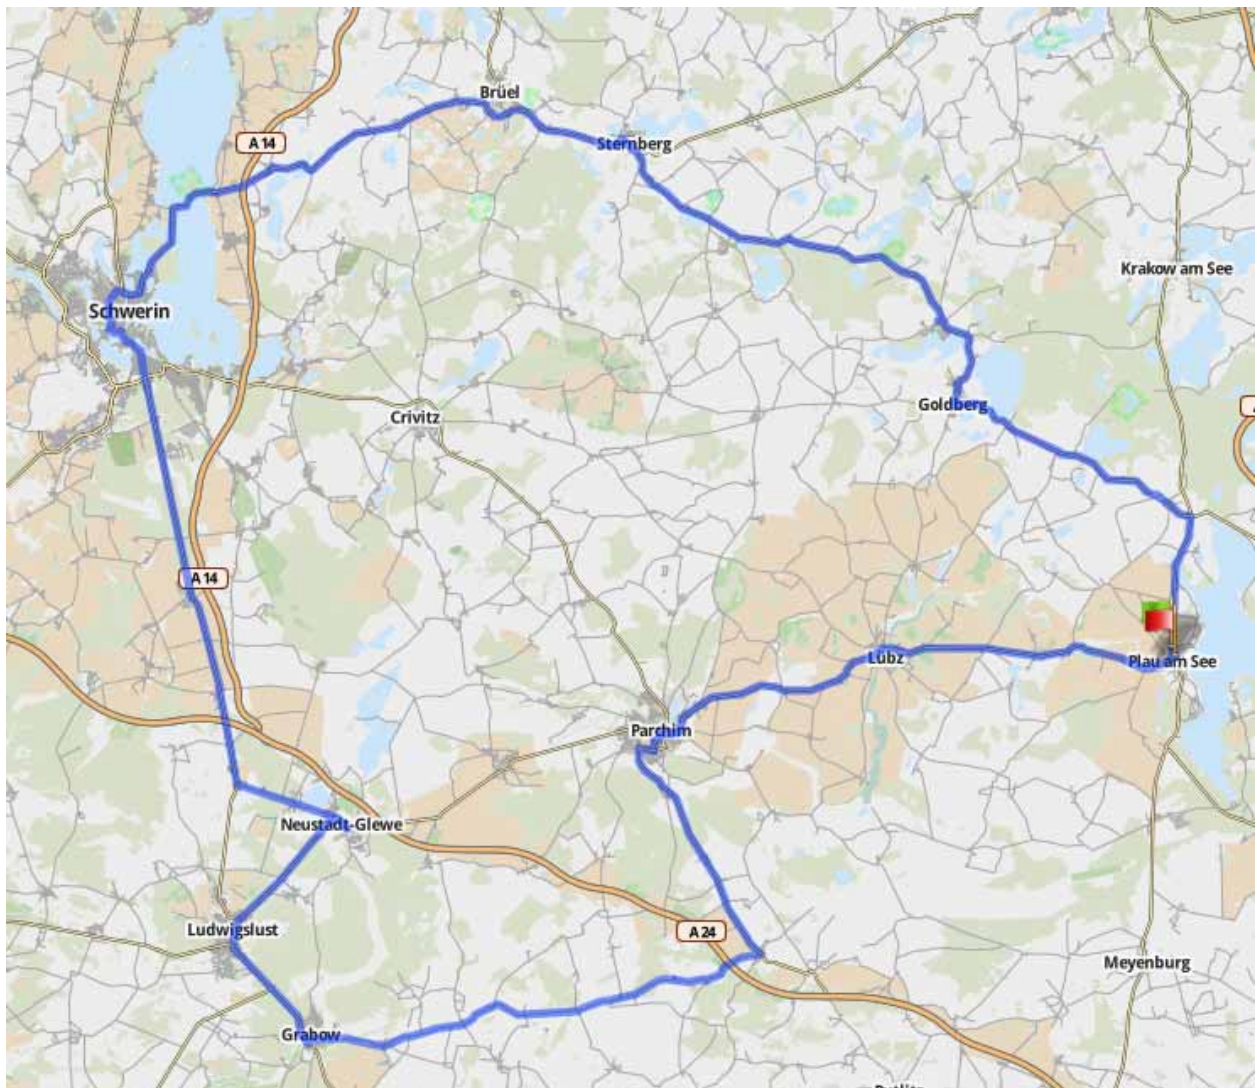 Brüel
A 14
Sternberg
Krakow am See
Schwerin
Goldberg
Crivitz
A 14
Lübz
Plau am See
Parchim
Neustadt-Glewe
Ludwigslust
A 24
Meyenburg
Grabow